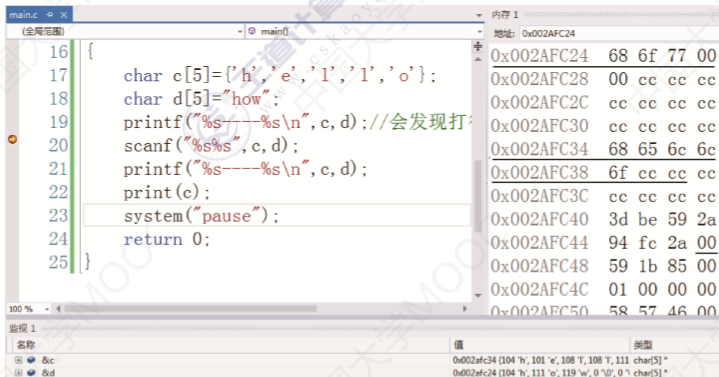 main.c
内存 1
(全局范围)
main()
地址: 0x002AFC24
16 {
17 char c[5]={'h','e','l','l','o'};
18 char d[5]="how";
19 printf("%s----%s\n",c,d);//会发现打
20 scanf("%s%s",c,d);
21 printf("%s----%s\n",c,d);
22 print(c);
23 system("pause");
24 return 0;
25 }
0x002AFC24 68 6f 77 00
0x002AFC28 00 cc cc cc
0x002AFC2C cc cc cc cc
0x002AFC30 cc cc cc cc
0x002AFC34 68 65 6c 6c
0x002AFC38 6f cc cc cc
0x002AFC3C cc cc cc cc
0x002AFC40 3d be 59 2a
0x002AFC44 94 fc 2a 00
0x002AFC48 59 1b 85 00
0x002AFC4C 01 00 00 00
0x002AFC50 58 57 46 00
100 %
监视 1
名称 值 类型
&c 0x002afc34 {104 'h', 101 'e', 108 'l', 108 'l', 111 char[5] *
&d 0x002afc24 {104 'h', 111 'o', 119 'w', 0 '\0', 0 '\ char[5] *